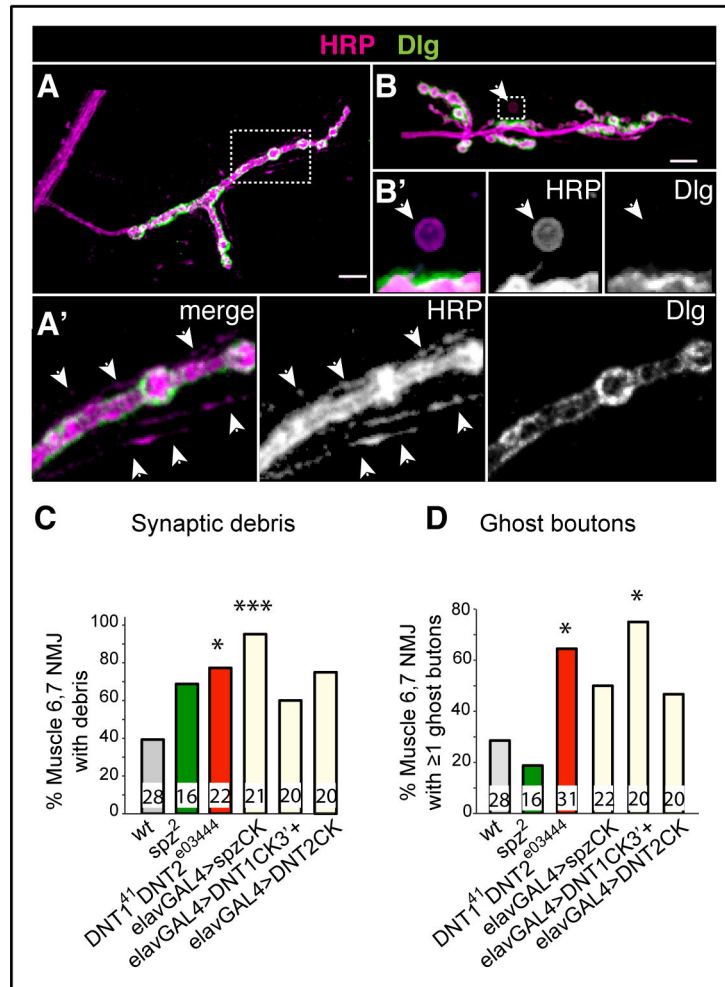 HRP Dlg
A
B
B' HRP Dlg
A' merge HRP Dlg
C Synaptic debris
% Muscle 6,7 NMJ
with debris
100
80
60
40
20
0
***
*
28 16 22 21 20 20
wt
spz²
DNT1⁴¹DNT2ᵉ⁰³⁴⁴⁴
elavGAL4>spzCK
elavGAL4>DNT1CK3'+
elavGAL4>DNT2CK
D Ghost boutons
% Muscle 6,7 NMJ
with ≥1 ghost butons
80
60
40
20
0
*
*
28 16 31 22 20 20
wt
spz²
DNT1⁴¹DNT2ᵉ⁰³⁴⁴⁴
elavGAL4>spzCK
elavGAL4>DNT1CK3'+
elavGAL4>DNT2CK